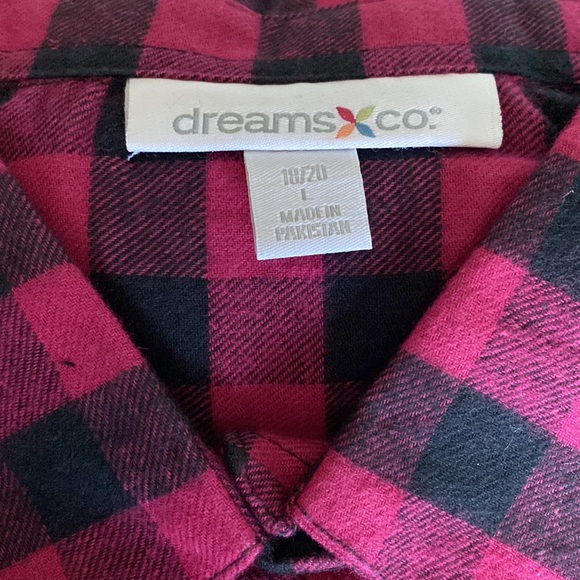 dreams co.®
18/20
L
MADE IN
PAKISTAN